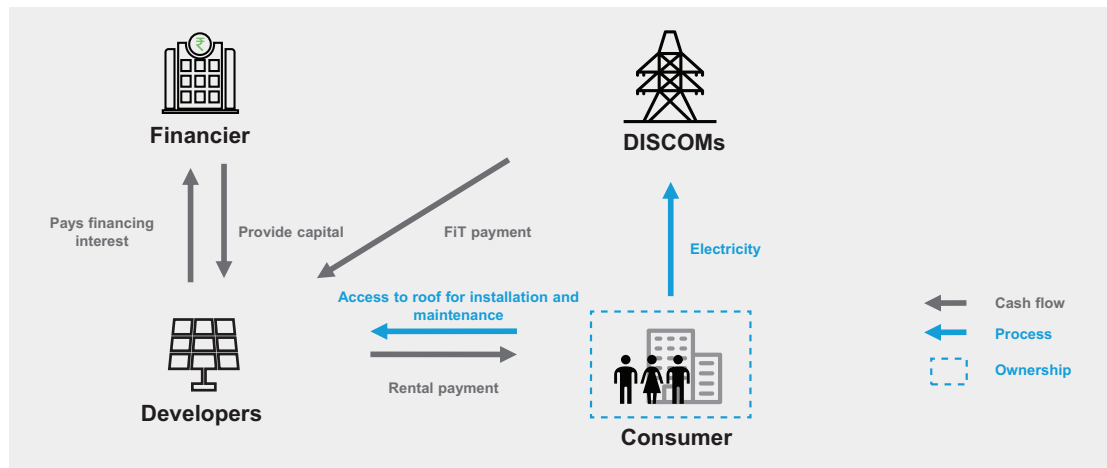 ₹
Financier
DISCOMs
Pays financing
interest
Provide capital
FiT payment
Electricity
Access to roof for installation and
maintenance
Rental payment
Developers
Consumer
Cash flow
Process
Ownership